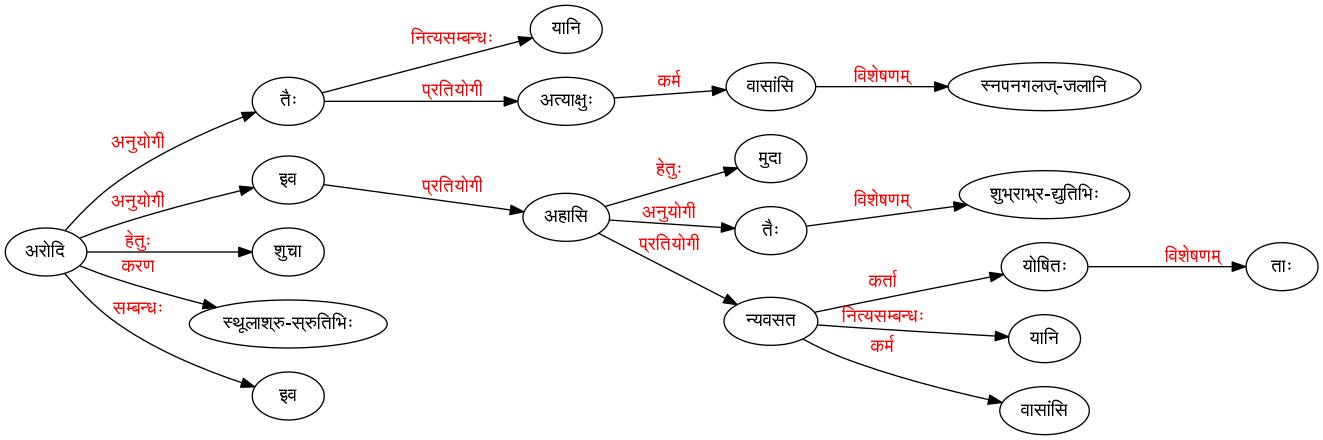 यानि
नित्यसम्बन्धः
तैः
प्रतियोगी
अत्याक्षुः
कर्म
वासांसि
विशेषणम्
स्नपनगलज्-जलानि
अनुयोगी
इव
अनुयोगी
प्रतियोगी
अहासि
हेतुः
मुदा
अनुयोगी
तैः
विशेषणम्
शुभ्राभ्र-द्युतिभिः
प्रतियोगी
अरोदि
हेतुः
शुचा
करण
स्थूलाश्रु-स्रुतिभिः
सम्बन्धः
इव
न्यवसत
कर्ता
योषितः
विशेषणम्
ताः
नित्यसम्बन्धः
यानि
कर्म
वासांसि